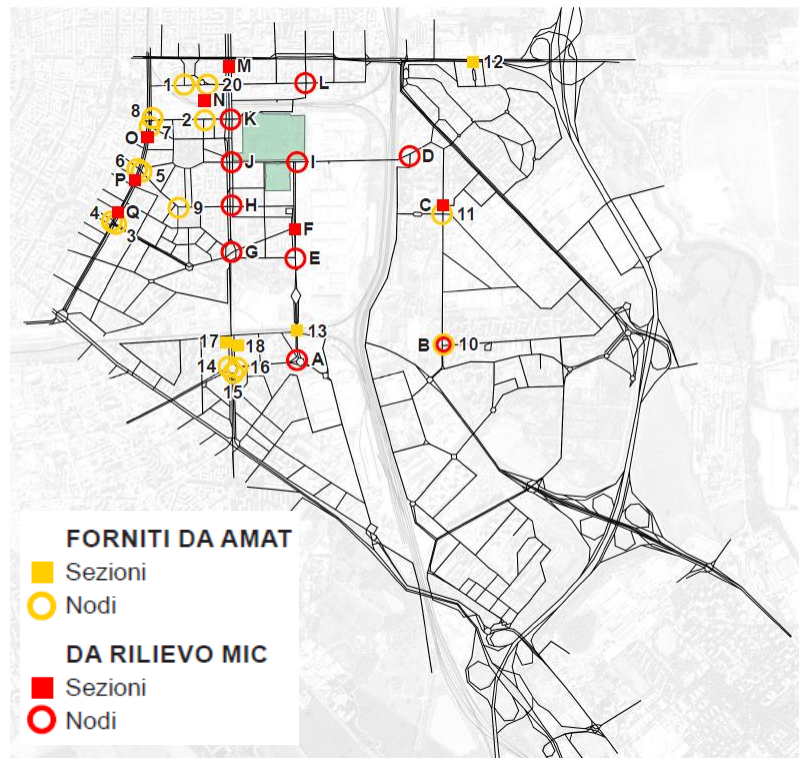 12
M
1
20
L
N
8
2
K
O
7
D
6
J
I
P
5
C
9
H
11
4
Q
F
3
G
E
13
17
18
B
10
14
16
A
15
FORNITI DA AMAT
Sezioni
Nodi
DA RILIEVO MIC
Sezioni
Nodi